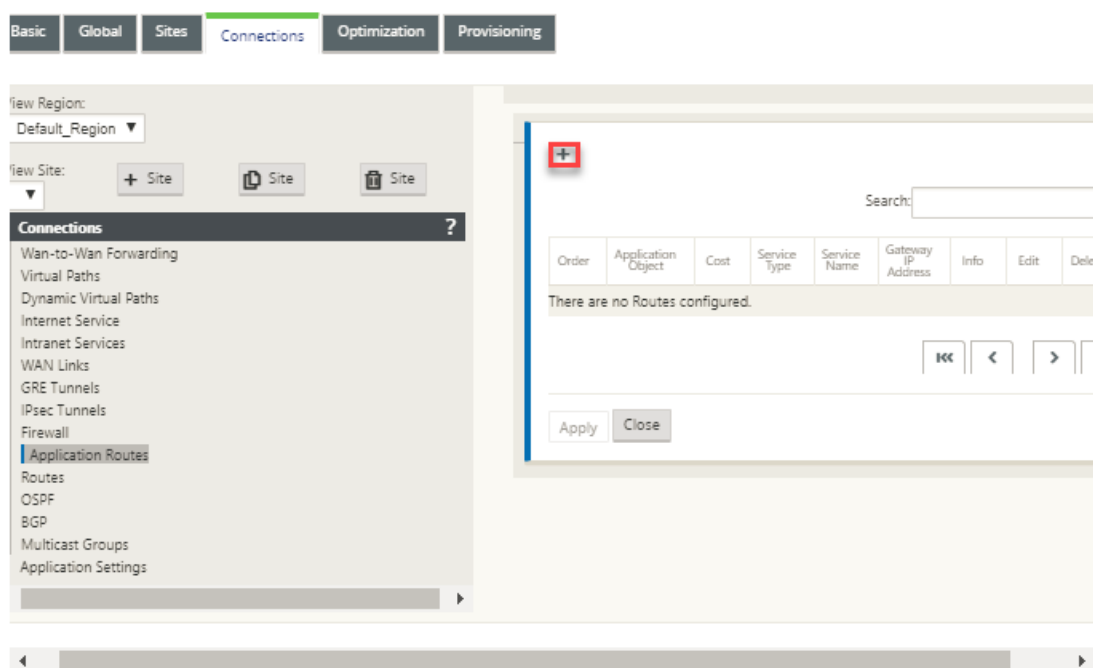 Basic Global Sites Connections Optimization Provisioning
iew Region:
Default_Region ▼
iew Site:
▼ + Site Site Site
Connections ?
Wan-to-Wan Forwarding
Virtual Paths
Dynamic Virtual Paths
Internet Service
Intranet Services
WAN Links
GRE Tunnels
IPsec Tunnels
Firewall
Application Routes
Routes
OSPF
BGP
Multicast Groups
Application Settings
+
Search:
Order Application Object Cost Service Type Service Name Gateway IP Address Info Edit Dele
There are no Routes configured.
Apply Close